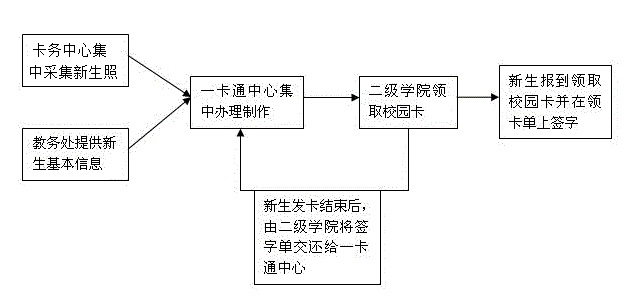 卡务中心集
中采集新生照
教务处提供新
生基本信息
一卡通中心集
中办理制作
二级学院领
取校园卡
新生报到领取
校园卡并在领
卡单上签字
新生发卡结束后，
由二级学院将签
字单交还给一卡
通中心